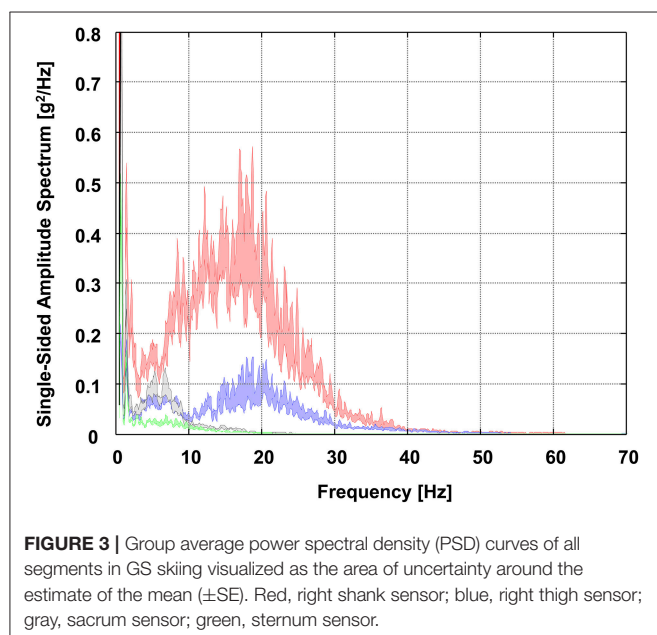 0.8
0.7
0.6
0.5
0.4
0.3
0.2
0.1
0
Single-Sided Amplitude Spectrum [g²/Hz]
0 10 20 30 40 50 60 70
Frequency [Hz]
FIGURE 3 | Group average power spectral density (PSD) curves of all
segments in GS skiing visualized as the area of uncertainty around the
estimate of the mean (±SE). Red, right shank sensor; blue, right thigh sensor;
gray, sacrum sensor; green, sternum sensor.